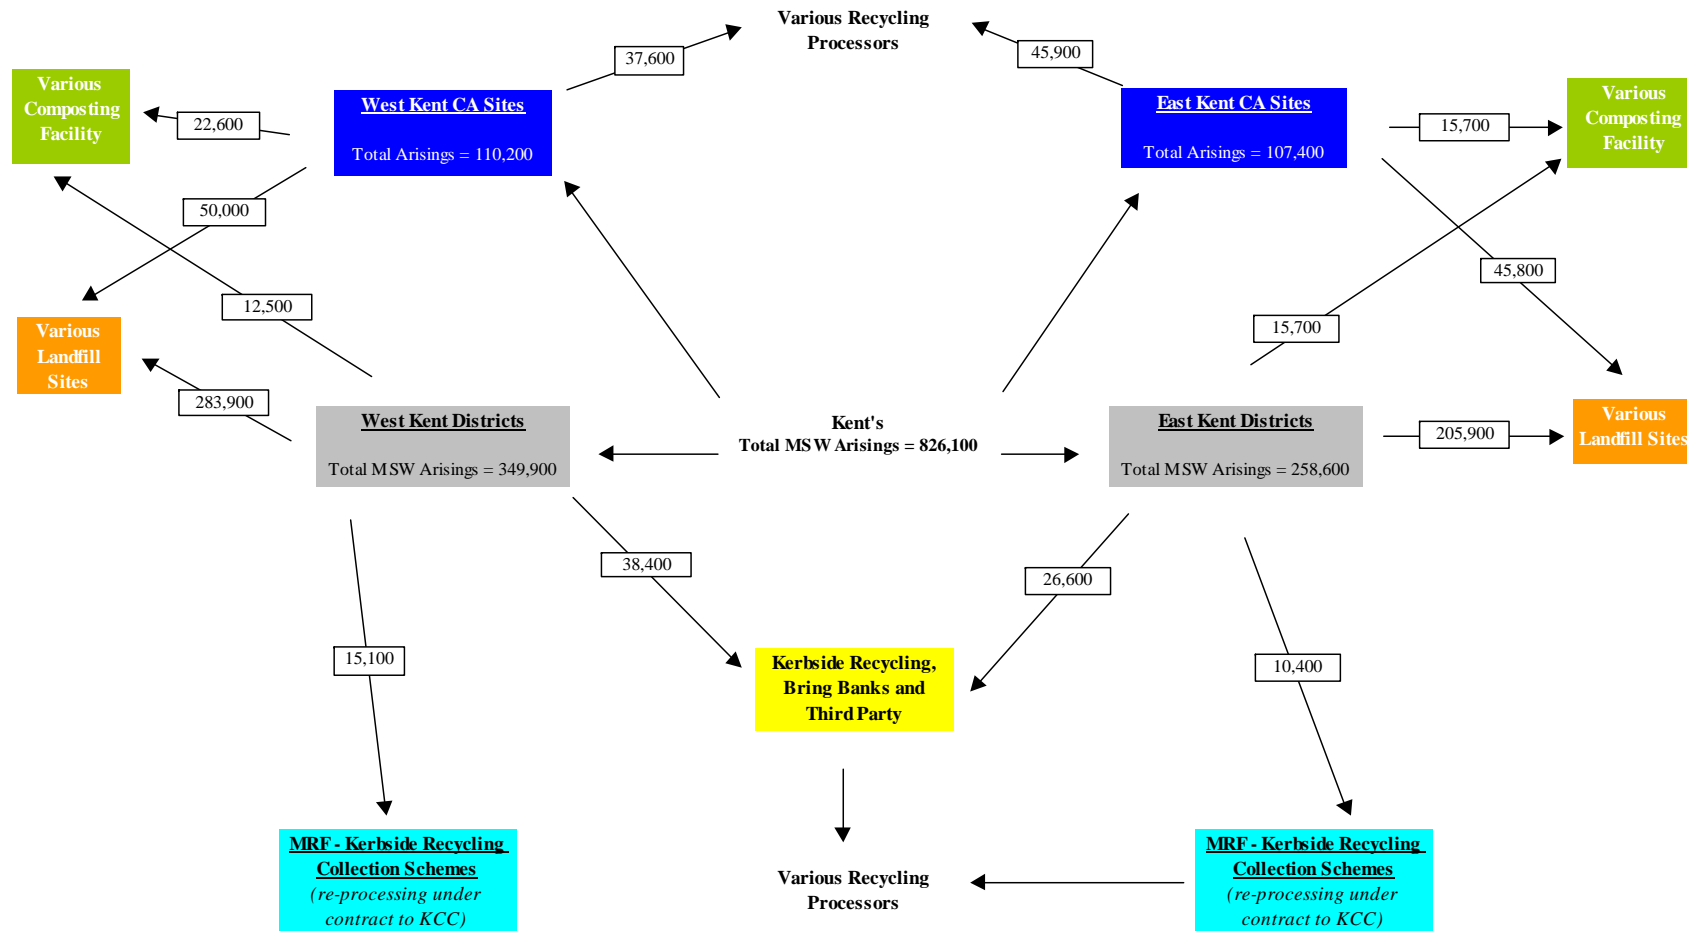 Various Recycling
Processors
37,600
45,900
Various
Composting
Facility
22,600
West Kent CA Sites
Total Arisings = 110,200
East Kent CA Sites
Total Arisings = 107,400
15,700
Various
Composting
Facility
50,000
45,800
12,500
15,700
Various
Landfill
Sites
283,900
West Kent Districts
Total MSW Arisings = 349,900
Kent's
Total MSW Arisings = 826,100
East Kent Districts
Total MSW Arisings = 258,600
205,900
Various
Landfill Sites
38,400
26,600
15,100
10,400
Kerbside Recycling,
Bring Banks and
Third Party
MRF - Kerbside Recycling
Collection Schemes
(re-processing under
contract to KCC)
Various Recycling
Processors
MRF - Kerbside Recycling
Collection Schemes
(re-processing under
contract to KCC)